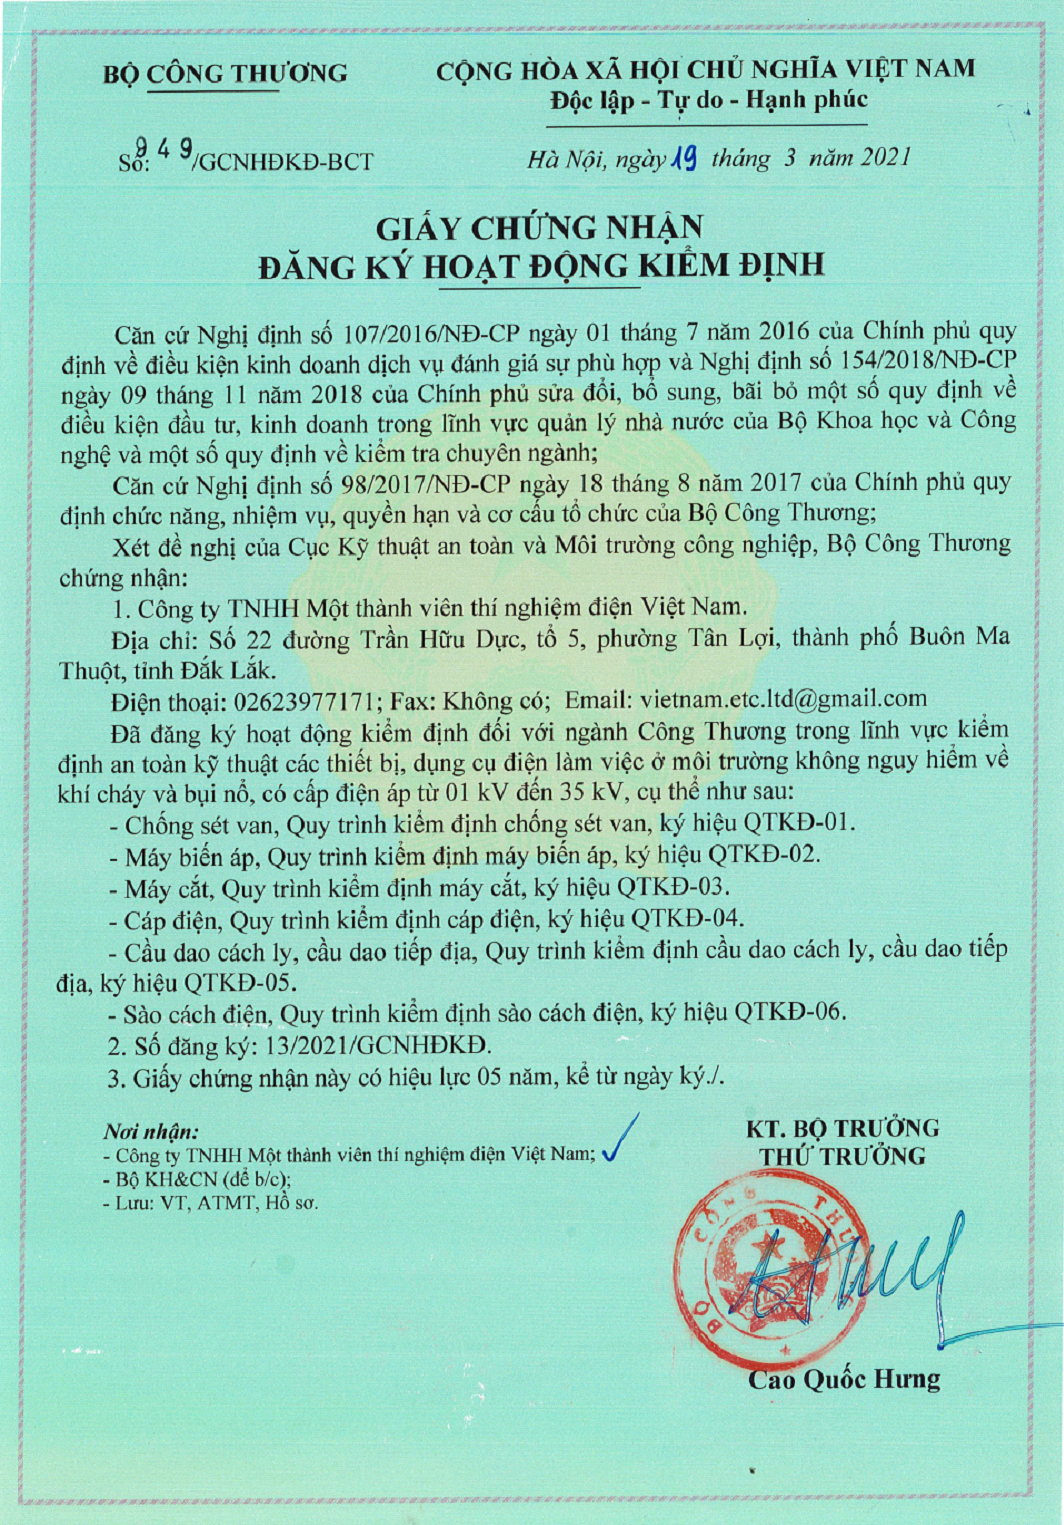 BỘ CÔNG THƯƠNG
CỘNG HÒA XÃ HỘI CHỦ NGHĨA VIỆT NAM
Độc lập - Tự do - Hạnh phúc
Số: 949/GCNHĐKĐ-BCT
Hà Nội, ngày 19 tháng 3 năm 2021
GIẤY CHỨNG NHẬN
ĐĂNG KÝ HOẠT ĐỘNG KIỂM ĐỊNH
Căn cứ Nghị định số 107/2016/NĐ-CP ngày 01 tháng 7 năm 2016 của Chính phủ quy
định về điều kiện kinh doanh dịch vụ đánh giá sự phù hợp và Nghị định số 154/2018/NĐ-CP
ngày 09 tháng 11 năm 2018 của Chính phủ sửa đổi, bổ sung, bãi bỏ một số quy định về
điều kiện đầu tư, kinh doanh trong lĩnh vực quản lý nhà nước của Bộ Khoa học và Công
nghệ và một số quy định về kiểm tra chuyên ngành;
Căn cứ Nghị định số 98/2017/NĐ-CP ngày 18 tháng 8 năm 2017 của Chính phủ quy
định chức năng, nhiệm vụ, quyền hạn và cơ cấu tổ chức của Bộ Công Thương;
Xét đề nghị của Cục Kỹ thuật an toàn và Môi trường công nghiệp, Bộ Công Thương
chứng nhận:
1. Công ty TNHH Một thành viên thí nghiệm điện Việt Nam.
Địa chỉ: Số 22 đường Trần Hữu Dực, tổ 5, phường Tân Lợi, thành phố Buôn Ma
Thuột, tỉnh Đắk Lắk.
Điện thoại: 02623977171; Fax: Không có; Email: vietnam.etc.ltd@gmail.com
Đã đăng ký hoạt động kiểm định đối với ngành Công Thương trong lĩnh vực kiểm
định an toàn kỹ thuật các thiết bị, dụng cụ điện làm việc ở môi trường không nguy hiểm về
khí cháy và bụi nổ, có cấp điện áp từ 01 kV đến 35 kV, cụ thể như sau:
- Chống sét van, Quy trình kiểm định chống sét van, ký hiệu QTKĐ-01.
- Máy biến áp, Quy trình kiểm định máy biến áp, ký hiệu QTKĐ-02.
- Máy cắt, Quy trình kiểm định máy cắt, ký hiệu QTKĐ-03.
- Cáp điện, Quy trình kiểm định cáp điện, ký hiệu QTKĐ-04.
- Cầu dao cách ly, cầu dao tiếp địa, Quy trình kiểm định cầu dao cách ly, cầu dao tiếp
địa, ký hiệu QTKĐ-05.
- Sào cách điện, Quy trình kiểm định sào cách điện, ký hiệu QTKĐ-06.
2. Số đăng ký: 13/2021/GCNHĐKĐ.
3. Giấy chứng nhận này có hiệu lực 05 năm, kể từ ngày ký./.
Nơi nhận:
- Công ty TNHH Một thành viên thí nghiệm điện Việt Nam;
- Bộ KH&CN (để b/c);
- Lưu: VT, ATMT, Hồ sơ.
KT. BỘ TRƯỞNG
THỨ TRƯỞNG
BỘ CÔNG THƯƠNG
Cao Quốc Hưng